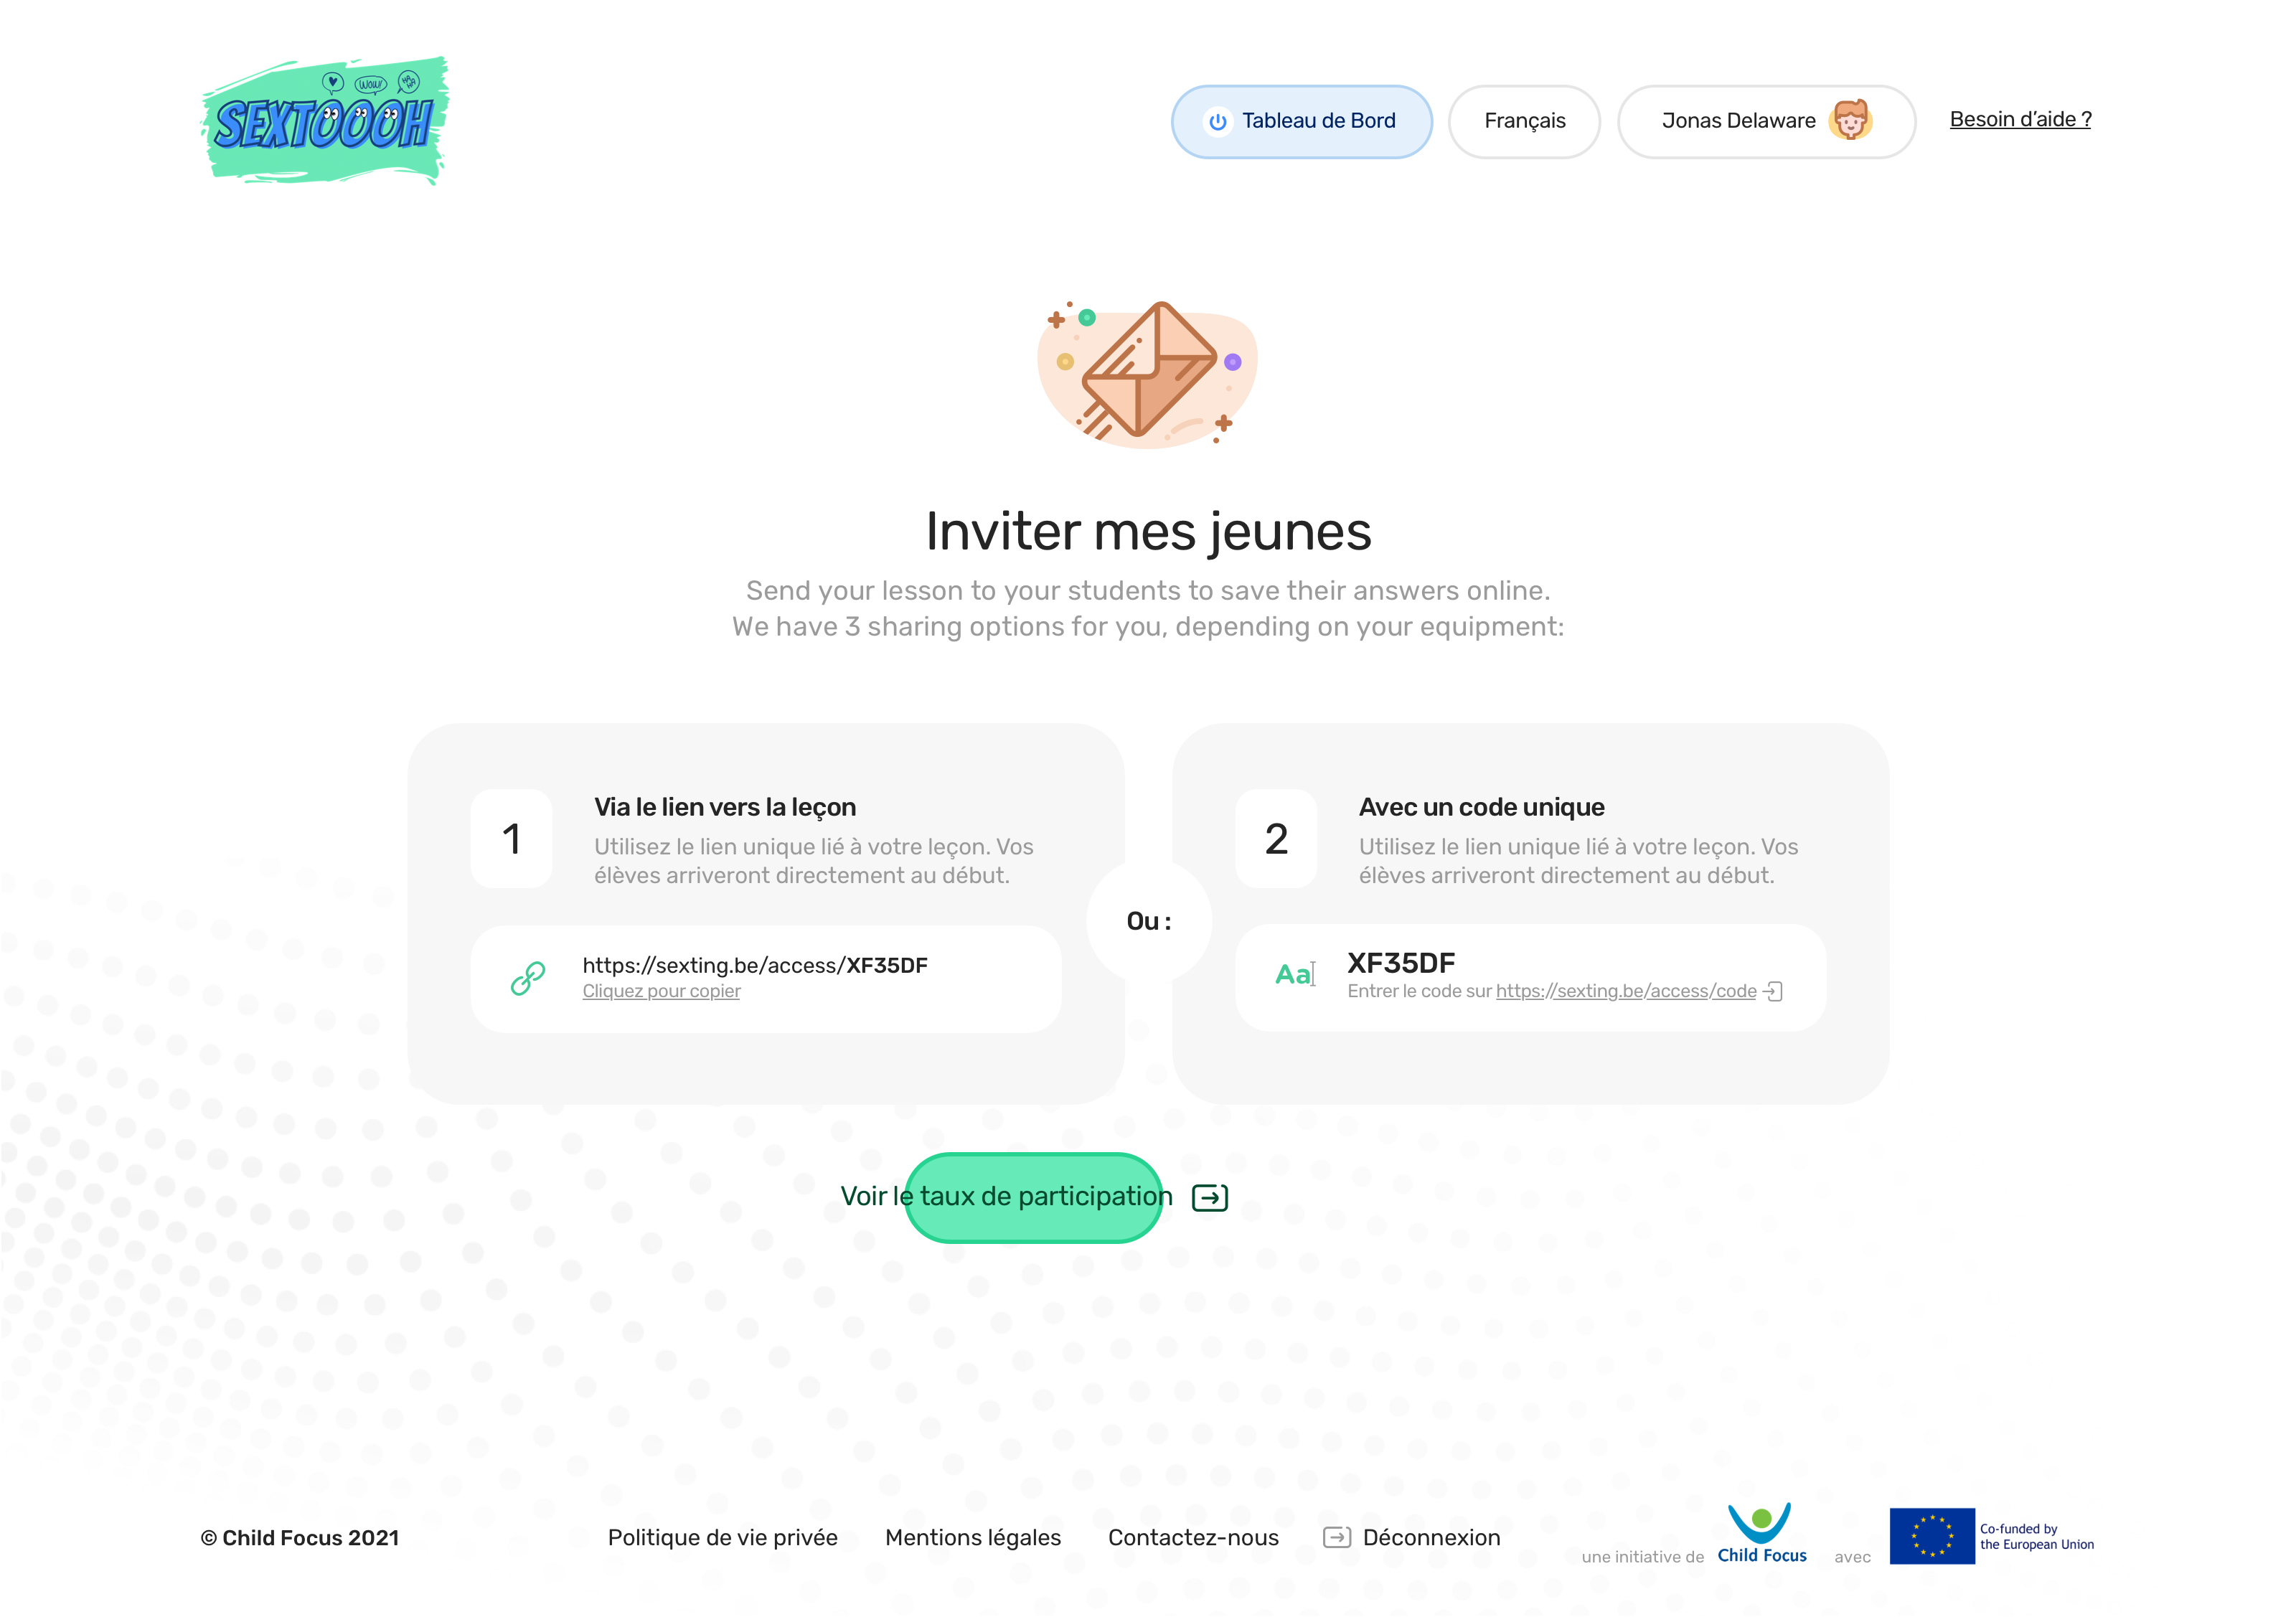 WOW!
HA HA HA
SEXTOOOH
Tableau de Bord
Français
Jonas Delaware
Besoin d'aide ?
Inviter mes jeunes
Send your lesson to your students to save their answers online.
We have 3 sharing options for you, depending on your equipment:
1
Via le lien vers la leçon
Utilisez le lien unique lié à votre leçon. Vos
élèves arriveront directement au début.
https://sexting.be/access/XF35DF
Cliquez pour copier
Ou :
2
Avec un code unique
Utilisez le lien unique lié à votre leçon. Vos
élèves arriveront directement au début.
Aa
XF35DF
Entrer le code sur https://sexting.be/access/code
Voir le taux de participation
© Child Focus 2021
Politique de vie privée
Mentions légales
Contactez-nous
Déconnexion
une initiative de
Child Focus
avec
Co-funded by
the European Union